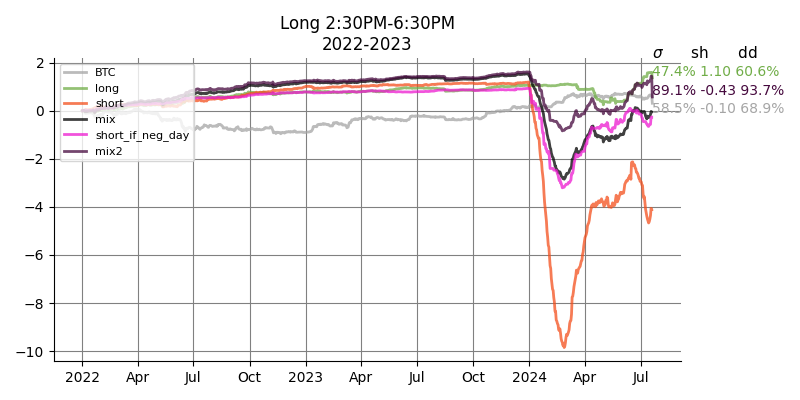 Long 2:30PM-6:30PM
2022-2023
σ sh dd
47.4% 1.10 60.6%
89.1% -0.43 93.7%
58.5% -0.10 68.9%
BTC
long
short
mix
short_if_neg_day
mix2
2
0
−2
−4
−6
−8
−10
2022 Apr Jul Oct 2023 Apr Jul Oct 2024 Apr Jul